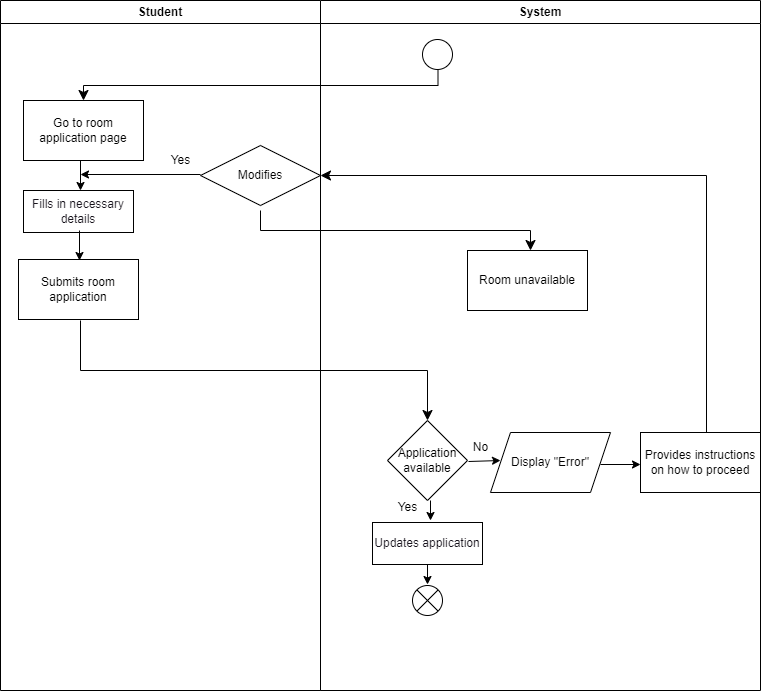 Student
System
Go to room
application page
Yes
Modifies
Fills in necessary
details
Room unavailable
Submits room
application
Application
available
No
Display "Error"
Provides instructions
on how to proceed
Yes
Updates application